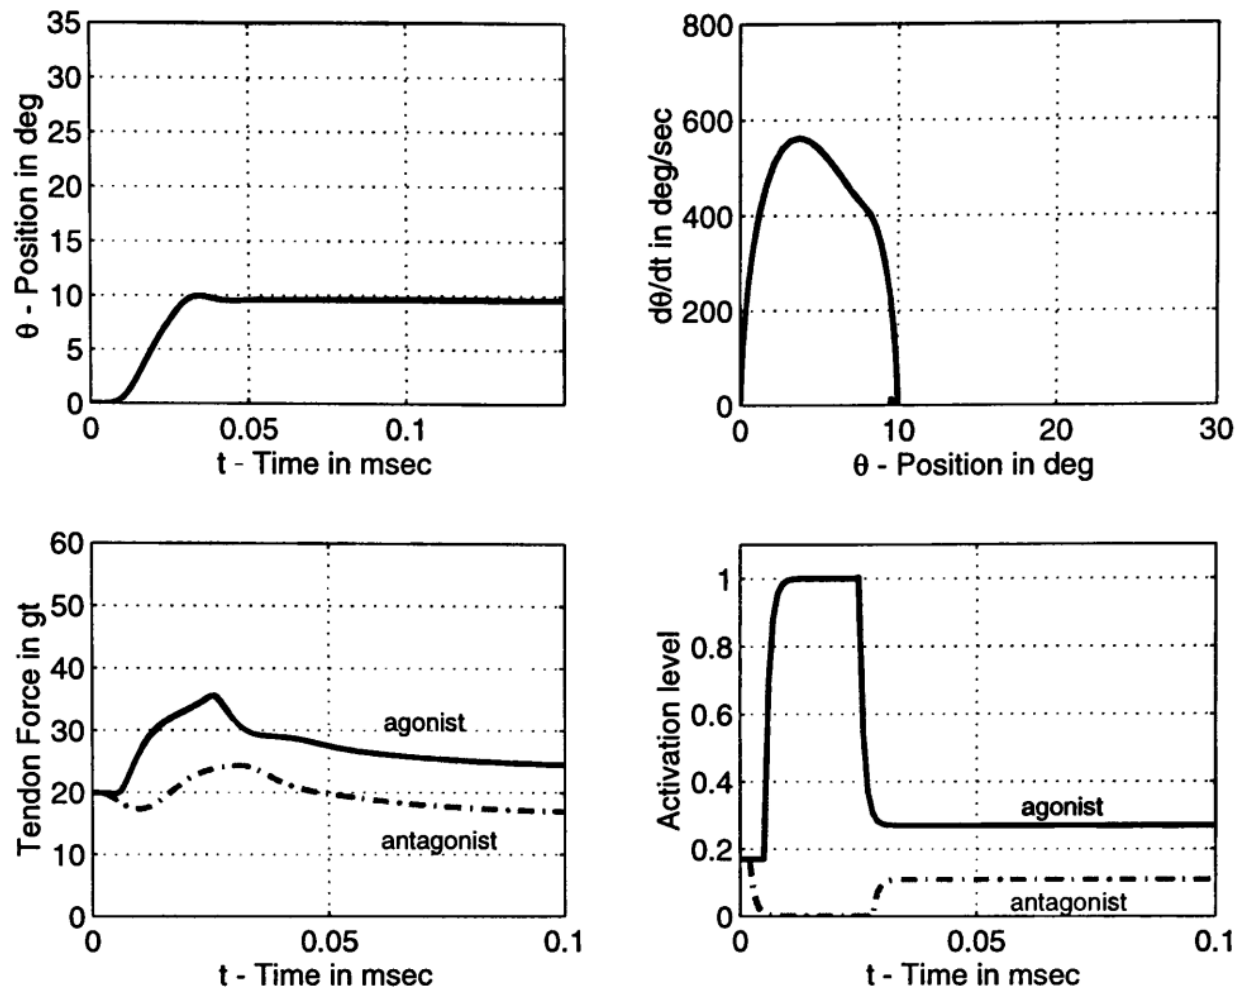 35
30
25
20
15
10
5
0
θ - Position in deg
0 0.05 0.1
t - Time in msec
800
600
400
200
0
dθ/dt in deg/sec
0 10 20 30
θ - Position in deg
60
50
40
30
20
10
0
Tendon Force in gt
agonist
antagonist
0 0.05 0.1
t - Time in msec
1
0.8
0.6
0.4
0.2
0
Activation level
agonist
antagonist
0 0.05 0.1
t - Time in msec